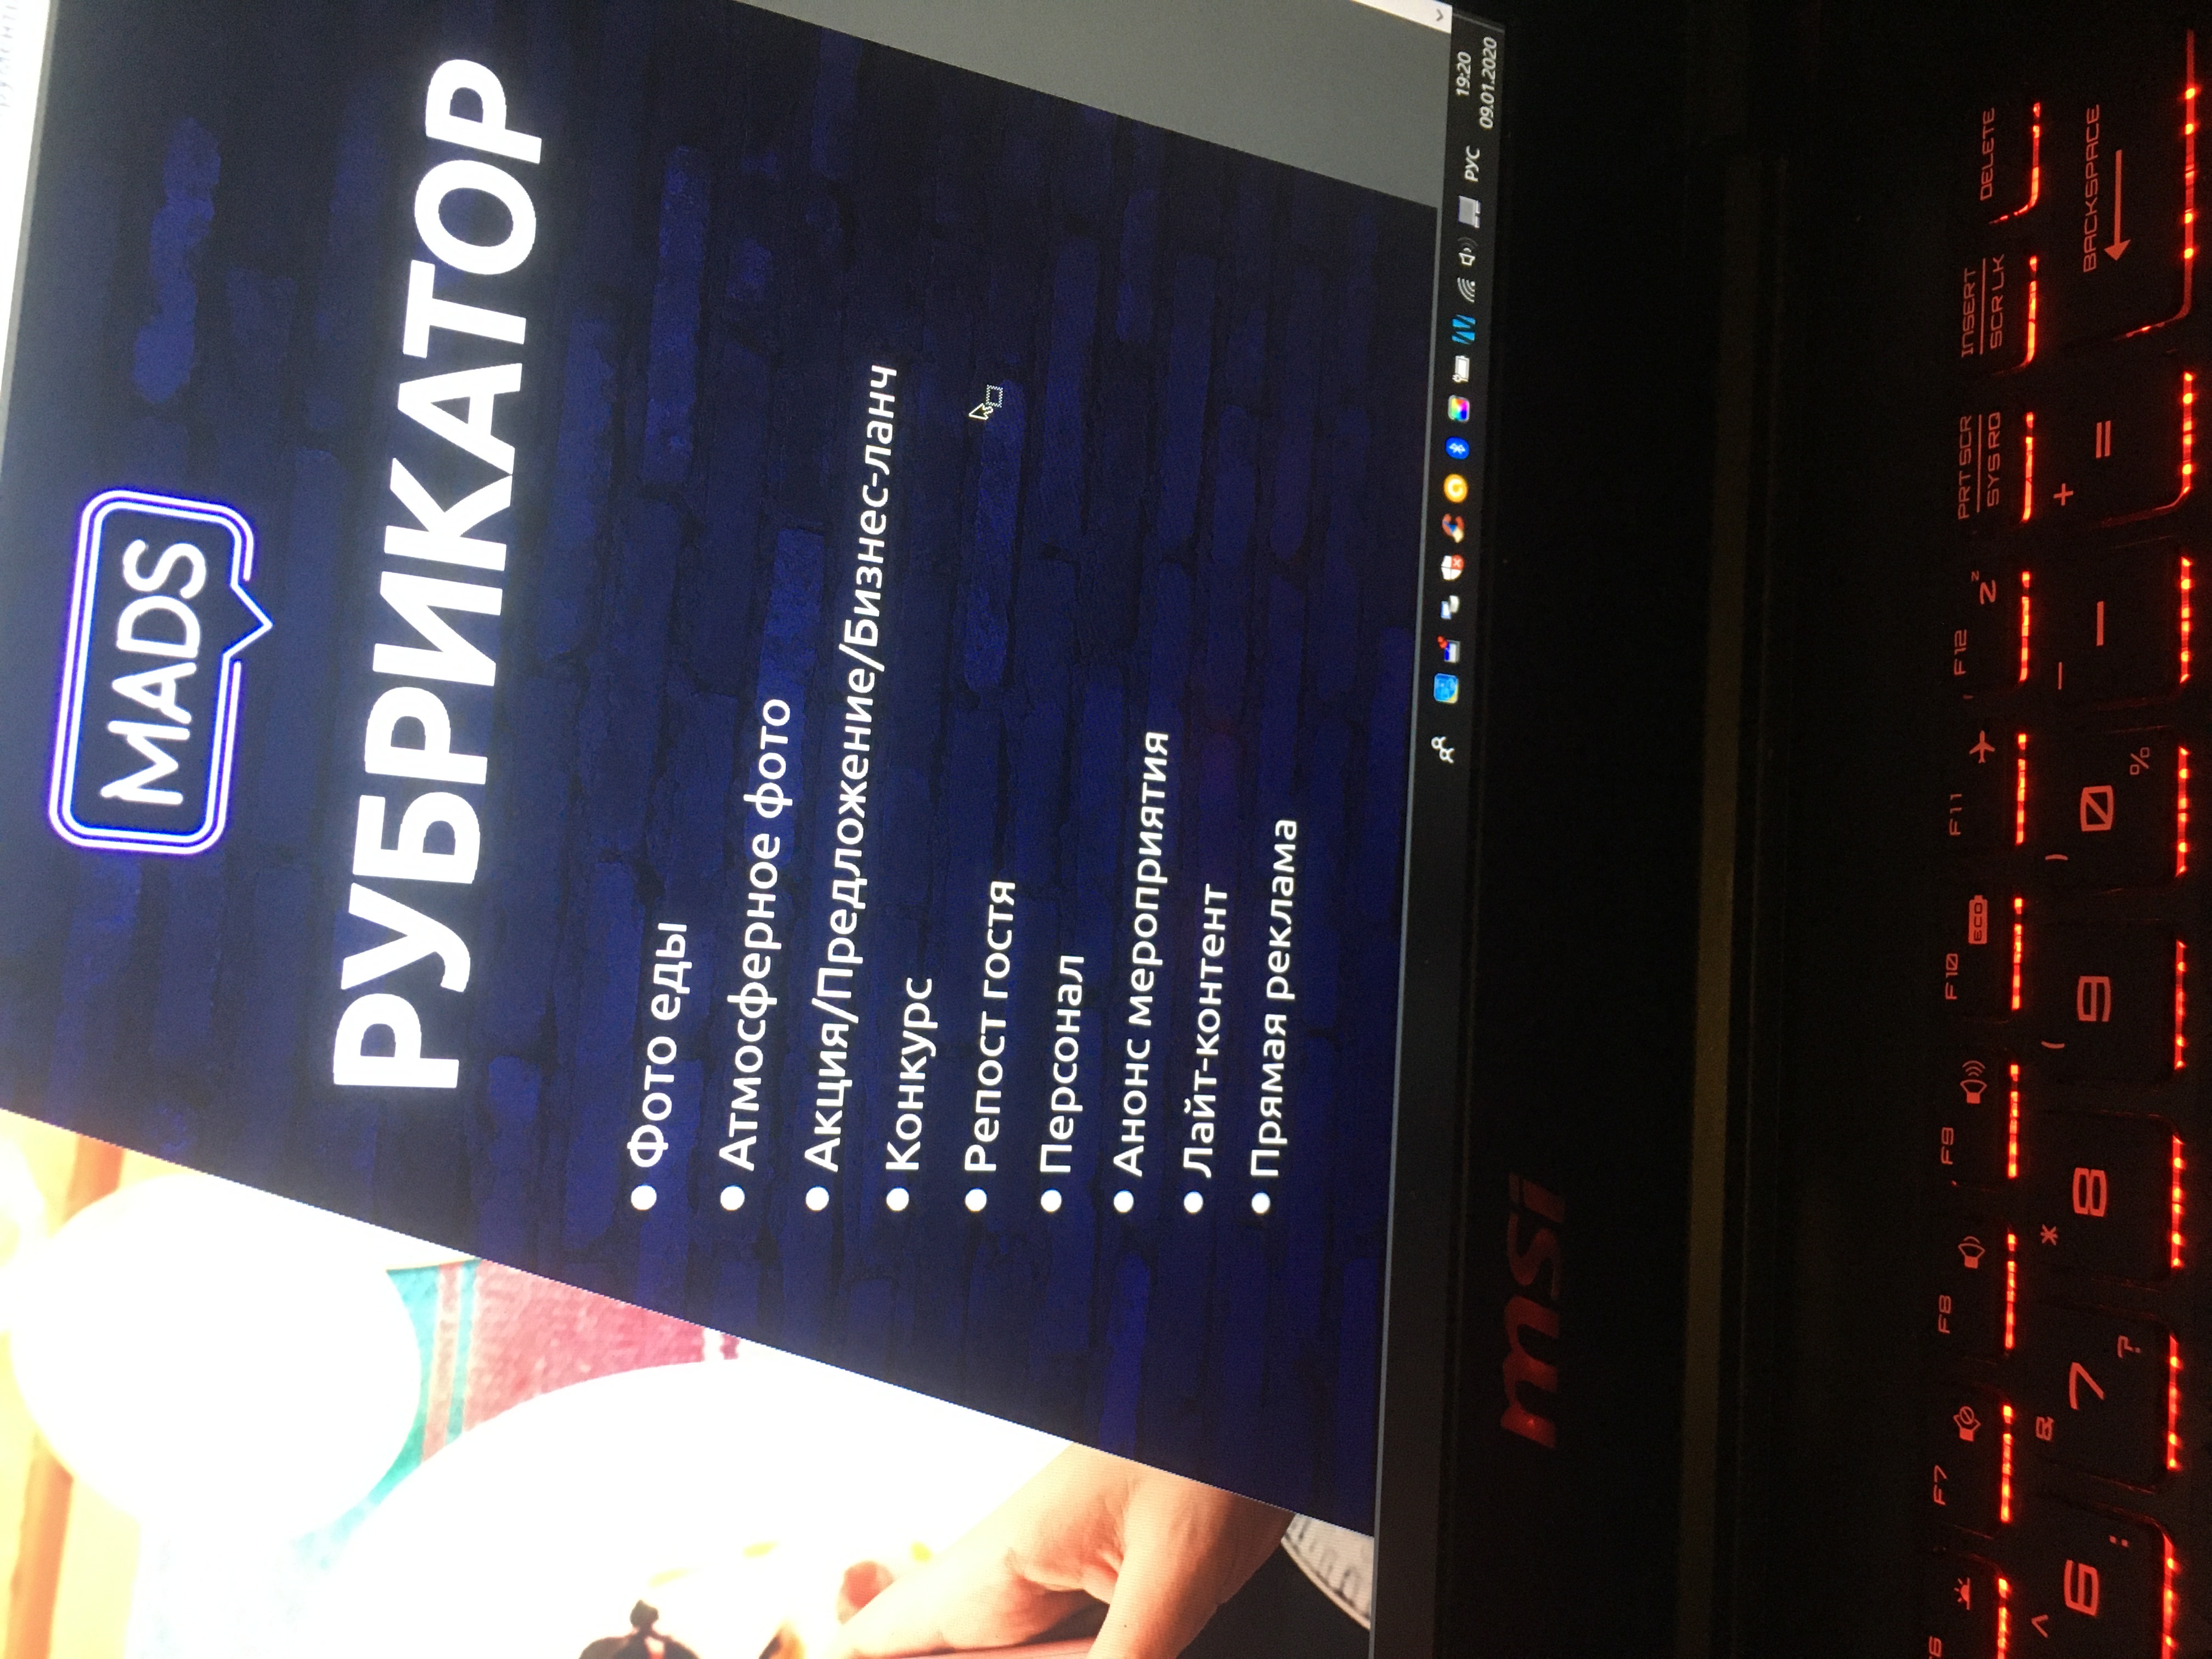 MADS
РУБРИКАТОР
• Фото еды
• Атмосферное фото
• Акция/Предложение/Бизнес-ланч
• Конкурс
• Репост гостя
• Персонал
• Анонс мероприятия
• Лайт-контент
• Прямая реклама
РУС
19:20
09.01.2020
msi
F7
F8
F9
F10
ECO
F11
F12
Zz
PRT SCR
SYS RQ
INSERT
SCR LK
DELETE
^
6
:
&
7
?
*
8
(
9
)
0
%
_
-
+
=
BACKSPACE